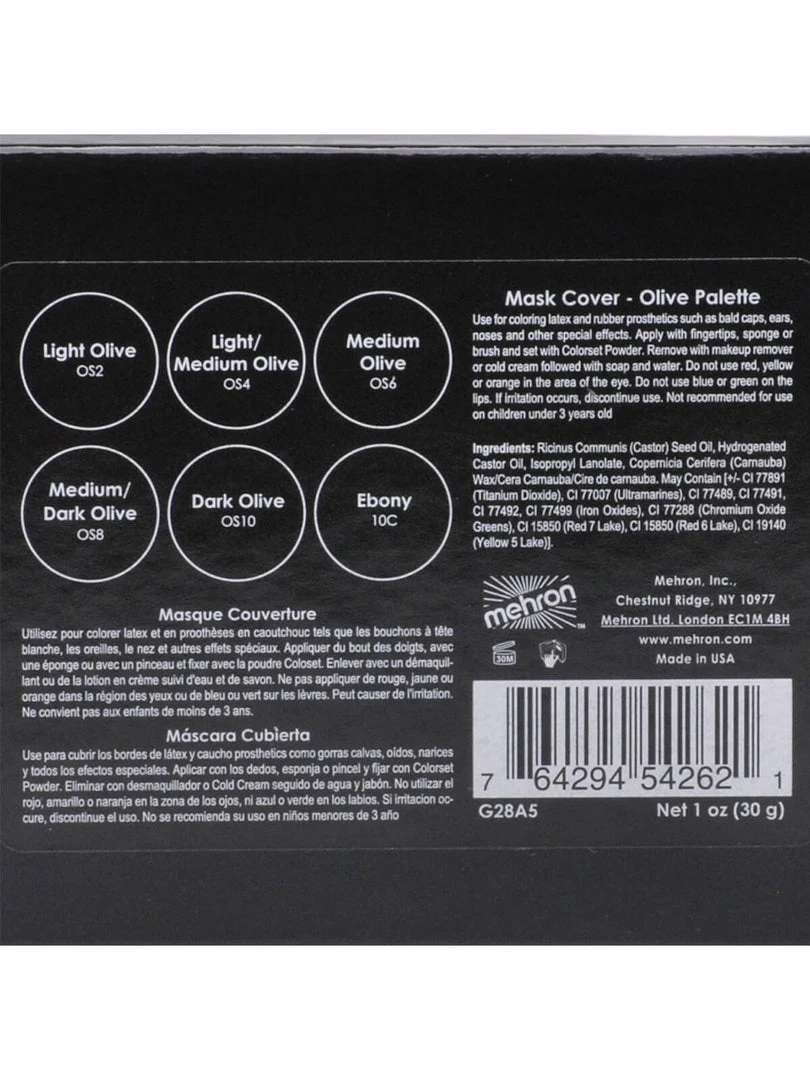 Light Olive
OS2
Light/
Medium Olive
OS4
Medium
Olive
OS6
Medium/
Dark Olive
OS8
Dark Olive
OS10
Ebony
10C
Masque Couverture
Utilisez pour colorer latex et en proothèses en caoutchouc tels que les bouchons à tête
blanche, les oreilles, le nez et autres effets spéciaux. Appliquer du bout des doigts, avec
une éponge ou avec un pinceau et fixer avec la poudre Coloset. Enlever avec un démaquil-
lant ou de la lotion en crème suivi d'eau et de savon. Ne pas appliquer de rouge, jaune ou
orange dans la région des yeux ou de bleu ou vert sur les lèvres. Peut causer de l'irritation.
Ne convient pas aux enfants de moins de 3 ans.
Máscara Cubierta
Use para cubrir los bordes de látex y caucho prosthetics como gorras calvas, oídos, narices
y todos los efectos especiales. Aplicar con los dedos, esponja o pincel y fijar con Colorset
Powder. Eliminar con desmaquillador o Cold Cream seguido de agua y jabón. No utilizar el
rojo, amarillo o naranja en la zona de los ojos, ni azul o verde en los labios. Si irritacion oc-
cure, discontinue el uso. No se recomienda su uso en niños menores de 3 año
Mask Cover - Olive Palette
Use for coloring latex and rubber prosthetics such as bald caps, ears,
noses and other special effects. Apply with fingertips, sponge or
brush and set with Colorset Powder. Remove with makeup remover
or cold cream followed with soap and water. Do not use red, yellow
or orange in the area of the eye. Do not use blue or green on the
lips. If irritation occurs, discontinue use. Not recommended for use
on children under 3 years old
Ingredients: Ricinus Communis (Castor) Seed Oil, Hydrogenated
Castor Oil, Isopropyl Lanolate, Copernicia Cerifera (Carnauba)
Wax/Cera Carnauba/Cire de carnauba. May Contain [+/- CI 77891
(Titanium Dioxide), CI 77007 (Ultramarines), CI 77489, CI 77491,
CI 77492, CI 77499 (Iron Oxides), CI 77288 (Chromium Oxide
Greens), CI 15850 (Red 7 Lake), CI 15850 (Red 6 Lake), CI 19140
(Yellow 5 Lake)].
mehron™
30M
Mehron, Inc.,
Chestnut Ridge, NY 10977
Mehron Ltd. London EC1M 4BH
www.mehron.com
Made in USA
7 64294 54262 1
G28A5
Net 1 oz (30 g)